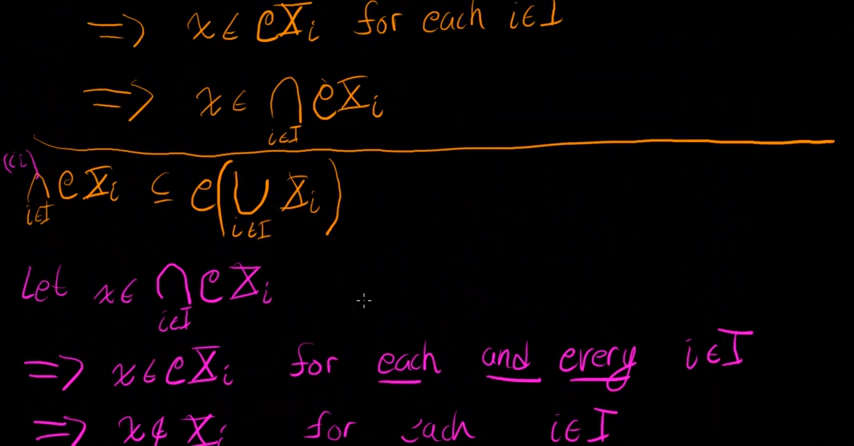 => x ∈ CXᵢ for each i∈I
=> x ∈ ⋂ᵢ∈I CXᵢ
(ii) ⋂ᵢ∈I CXᵢ ⊆ C(⋃ᵢ∈I Xᵢ)
Let x∈ ⋂ᵢ∈I CXᵢ
=> x∈CXᵢ for each and every i∈I
=> x∉Xᵢ for each i∈I